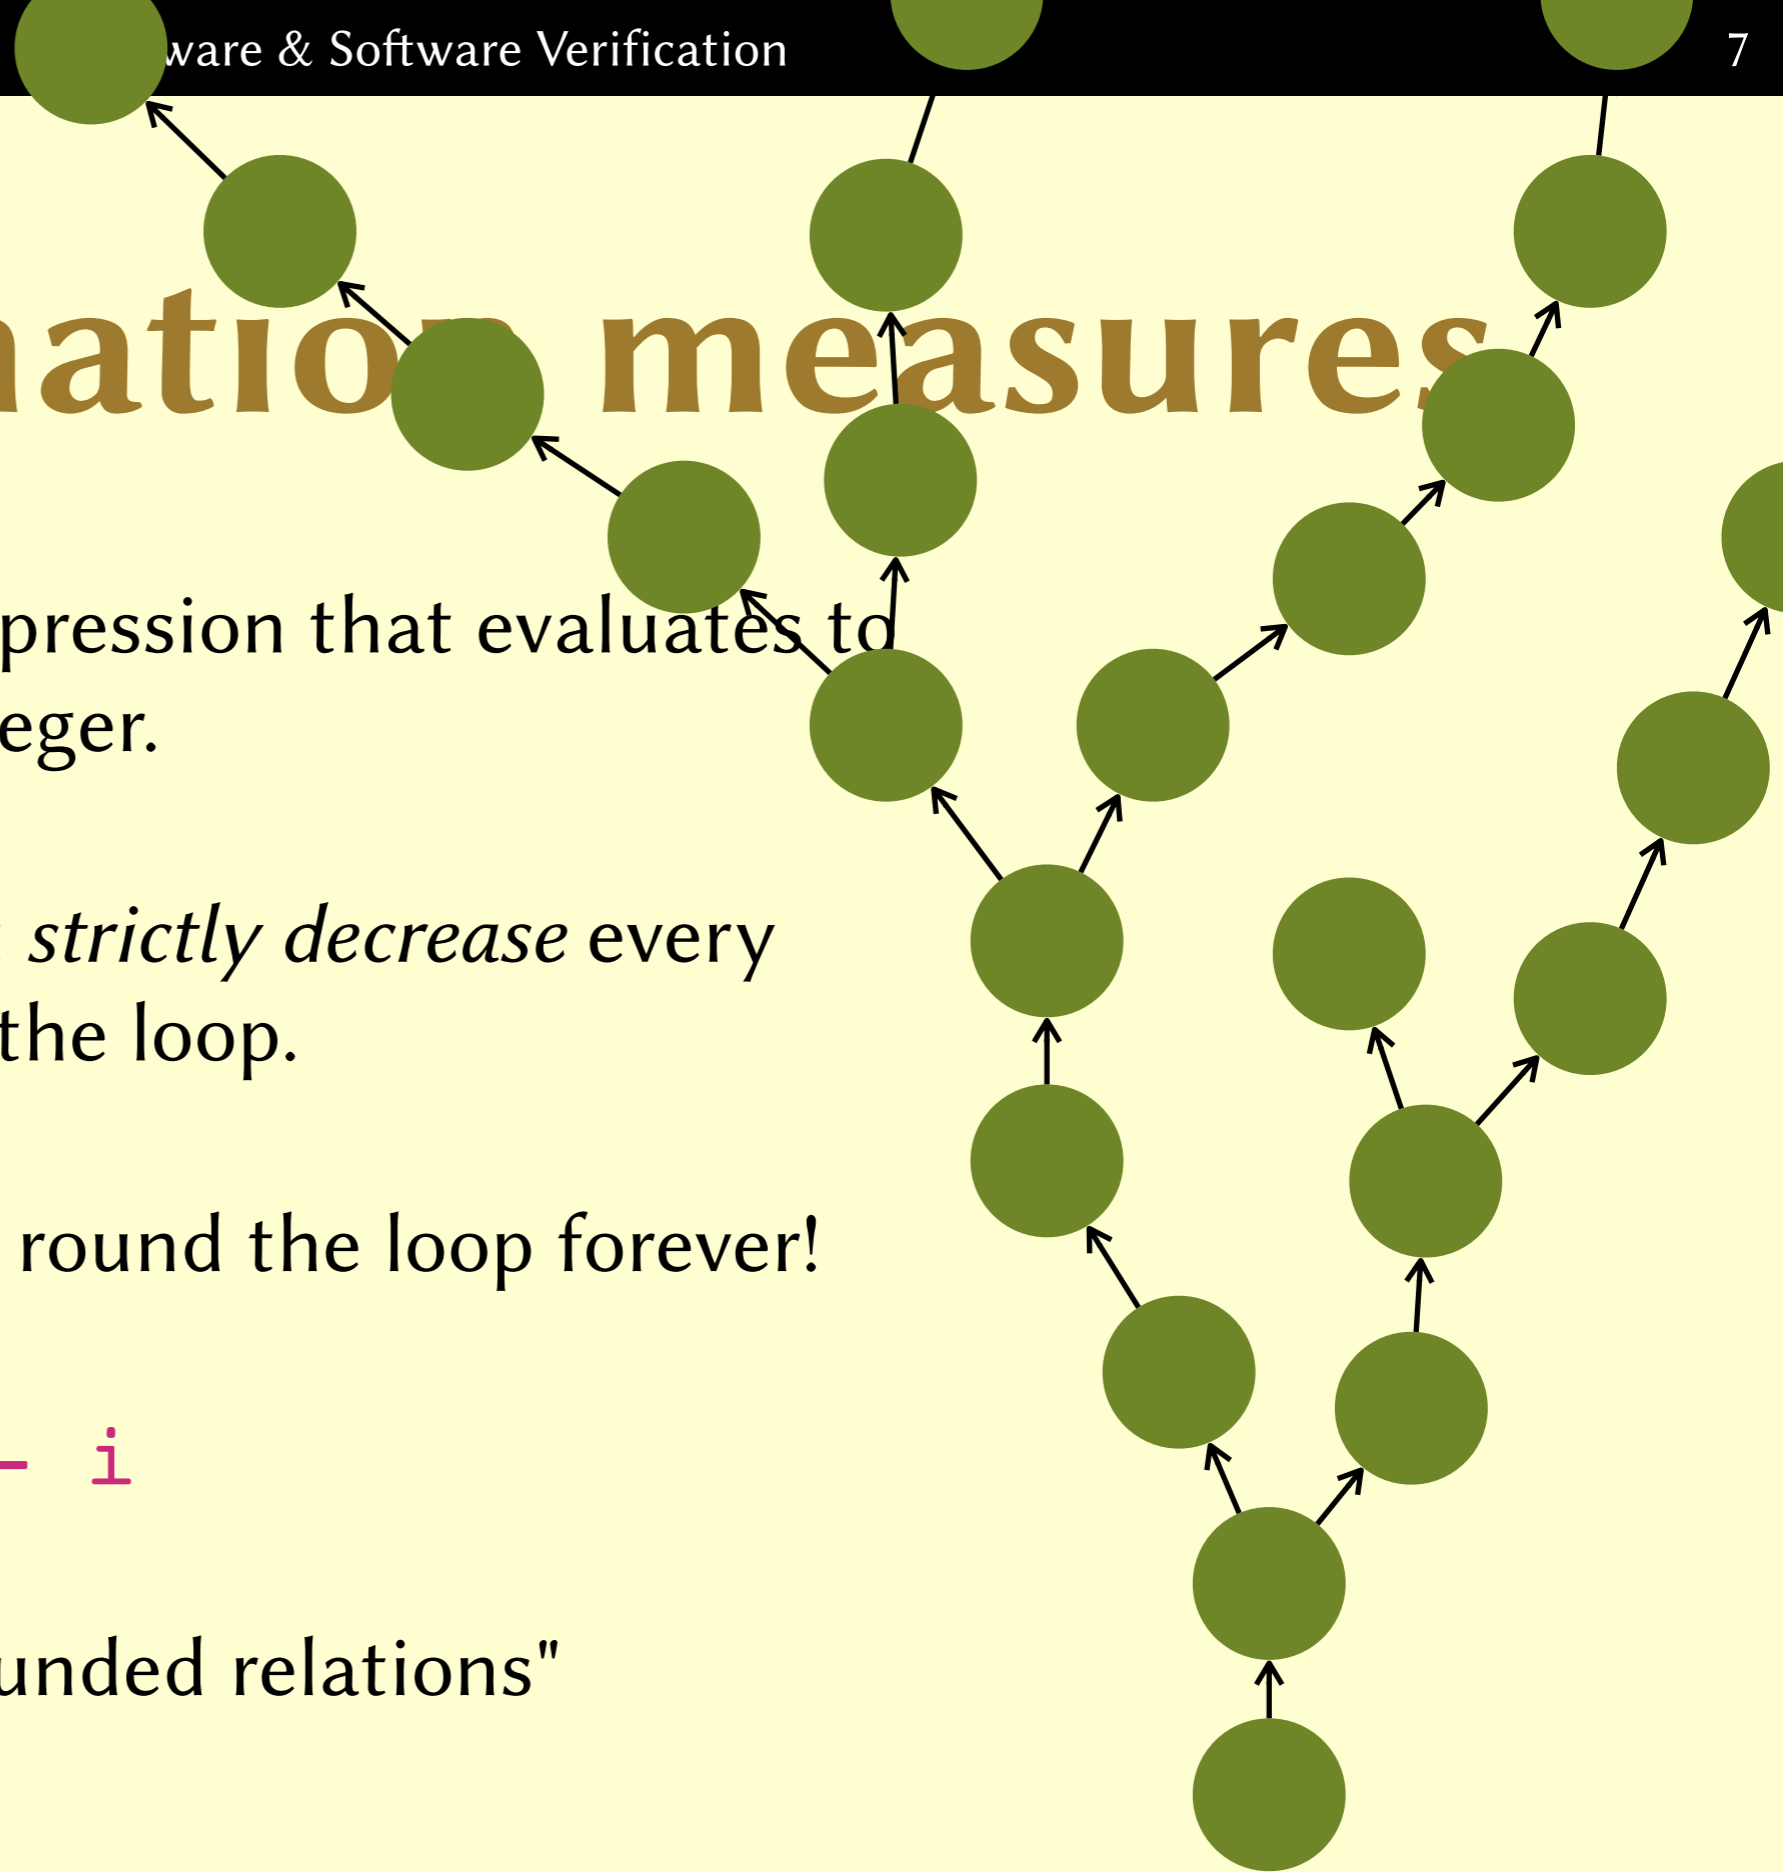 ware & Software Verification 7
nation measures
pression that evaluates to
eger.
strictly decrease every
the loop.
round the loop forever!
– i
unded relations"